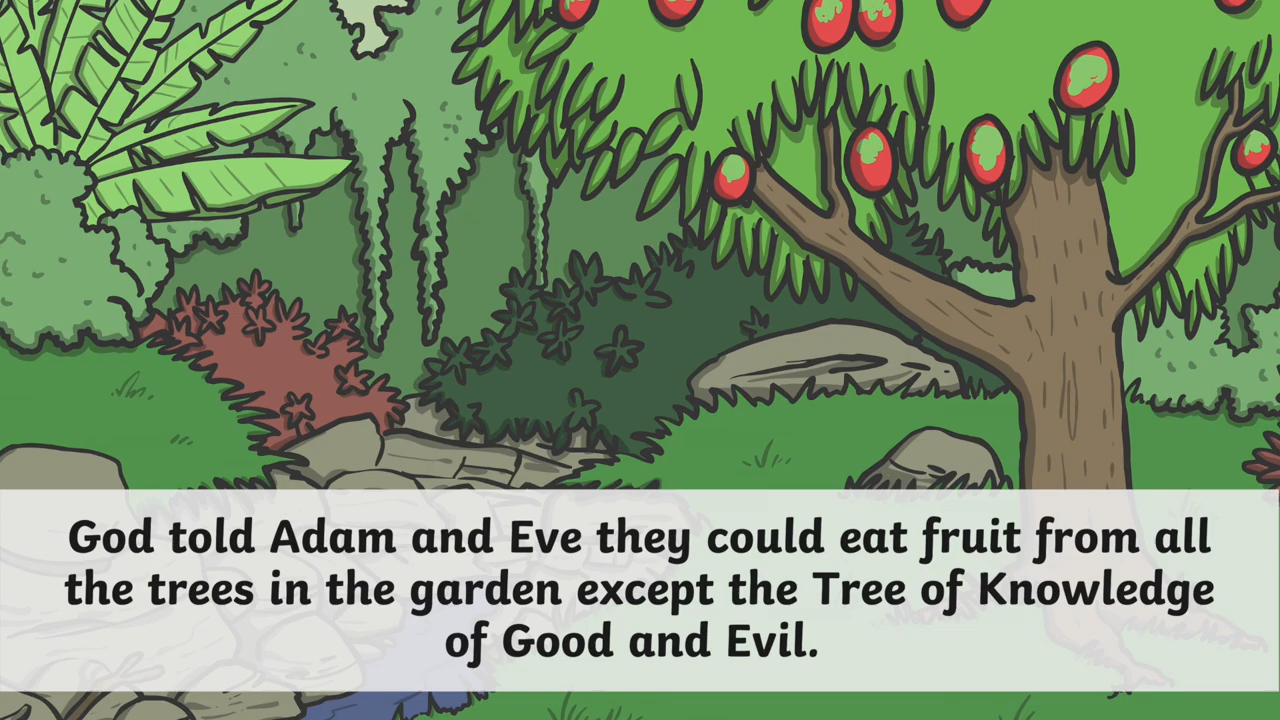 God told Adam and Eve they could eat fruit from all
the trees in the garden except the Tree of Knowledge
of Good and Evil.